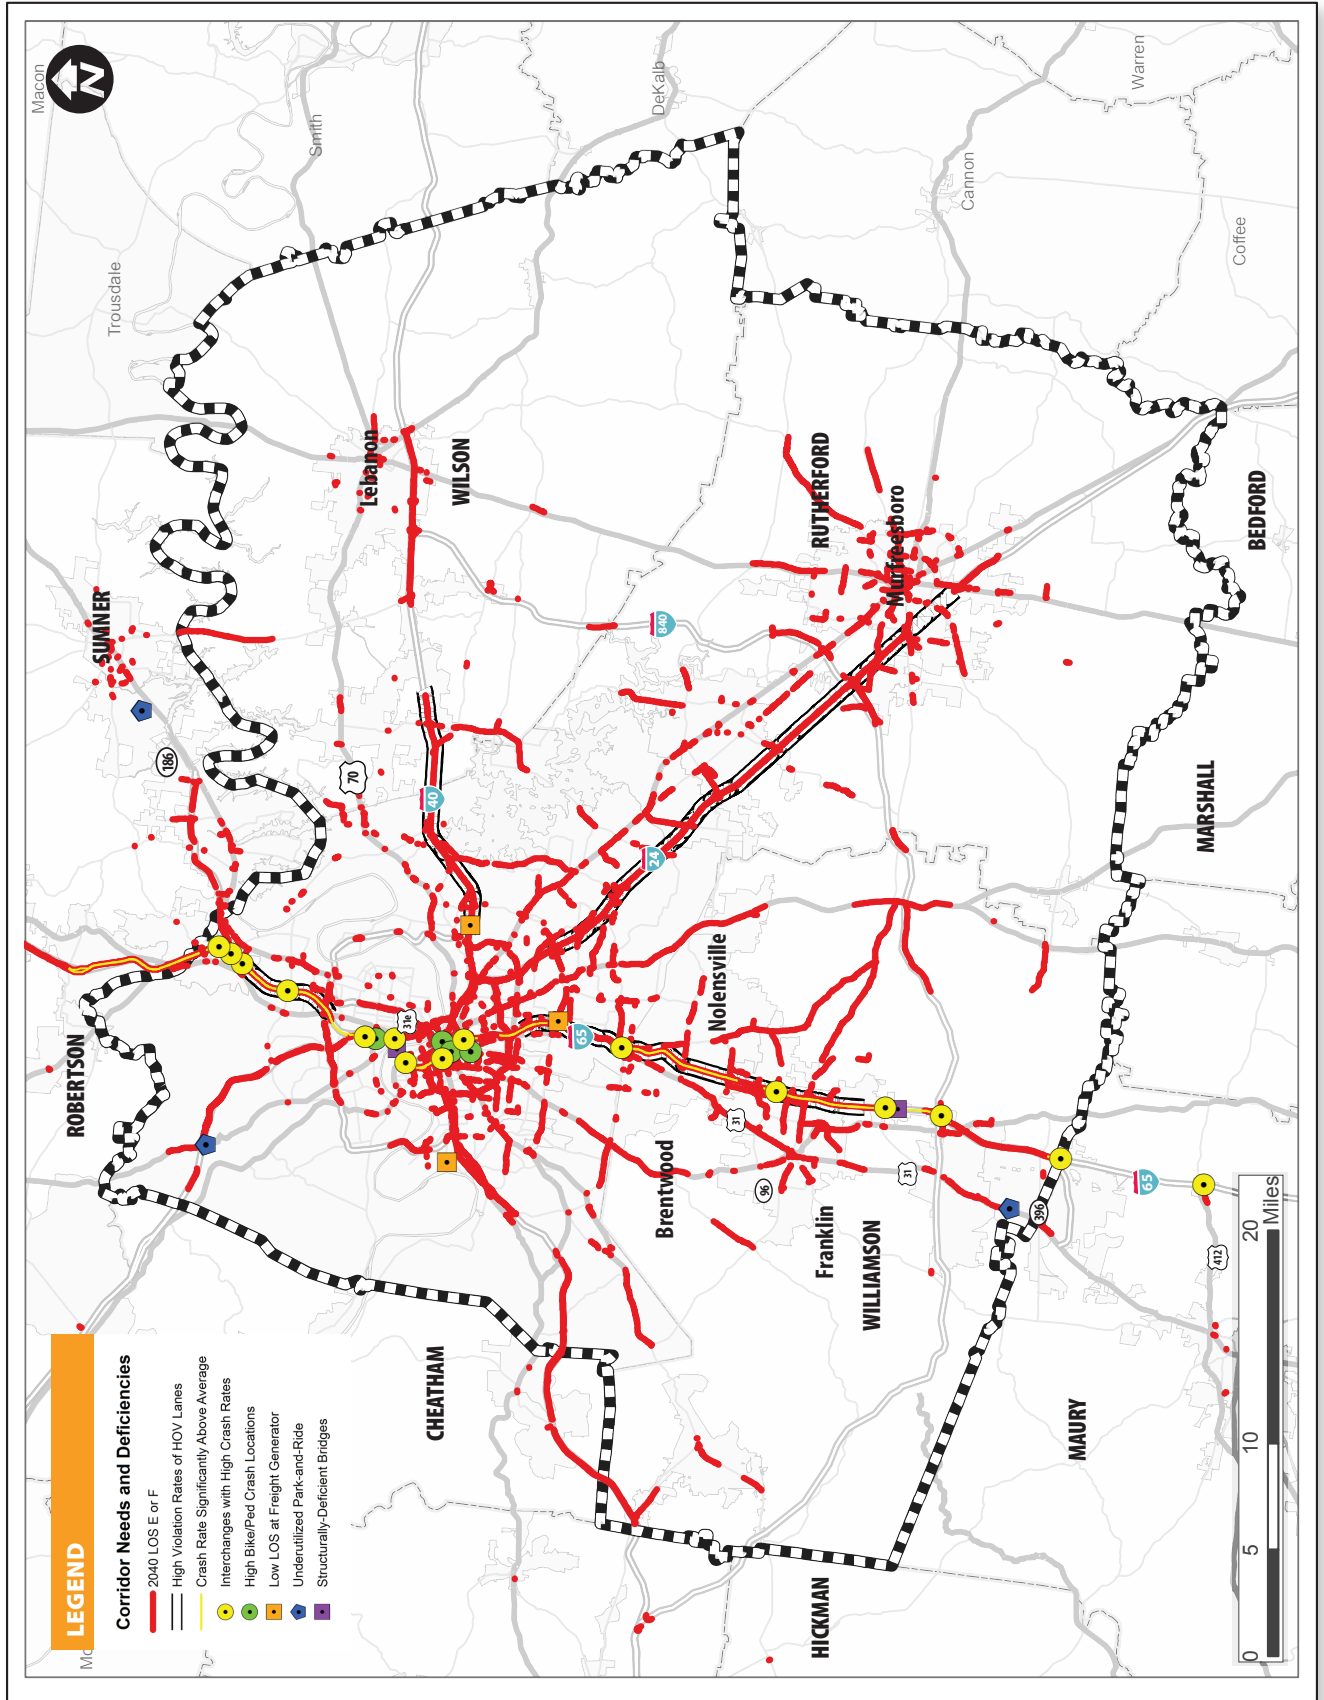 LEGEND
Corridor Needs and Deficiencies
2040 LOS E or F
High Violation Rates of HOV Lanes
Crash Rate Significantly Above Average
Interchanges with High Crash Rates
High Bike/Ped Crash Locations
Low LOS at Freight Generator
Underutilized Park-and-Ride
Structurally-Deficient Bridges
Mo
ROBERTSON
SUMNER
Trousdale
Macon
N
186
Smith
Lebanon
70
31e
CHEATHAM
40
WILSON
65
840
24
DeKalb
Brentwood
Nolensville
31
96
HICKMAN
Franklin
WILLIAMSON
RUTHERFORD
Murfreesboro
31
Cannon
396
MAURY
65
412
MARSHALL
BEDFORD
Coffee
Warren
0
5
10
20
Miles